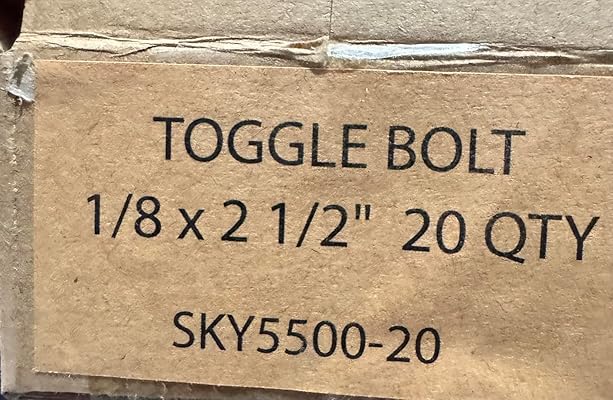 TOGGLE BOLT
1/8 x 2 1/2" 20 QTY
SKY5500-20